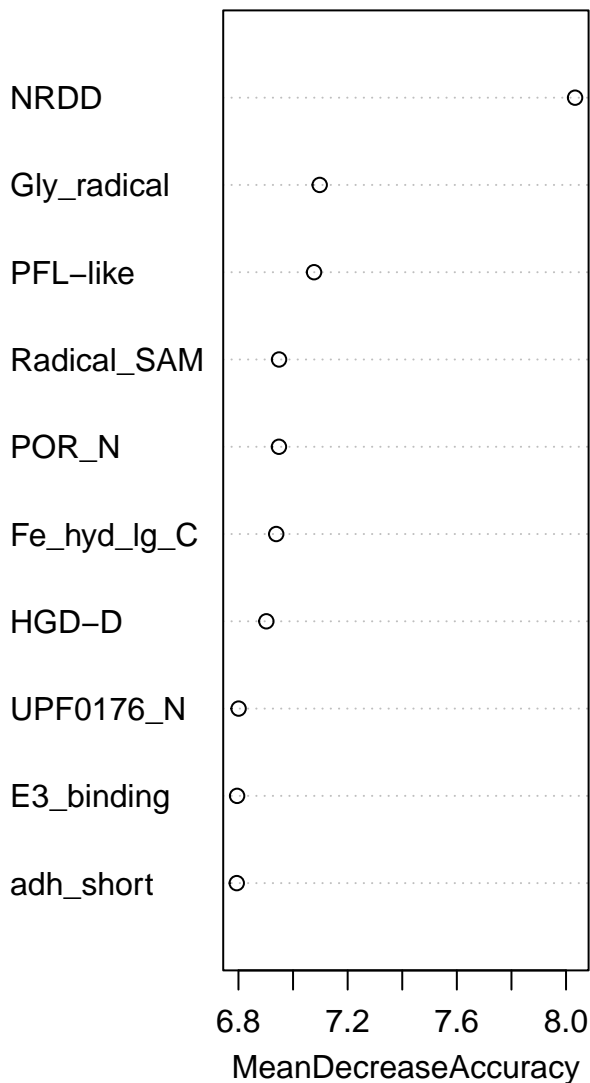 NRDD
Gly_radical
PFL−like
Radical_SAM
POR_N
Fe_hyd_lg_C
HGD−D
UPF0176_N
E3_binding
adh_short
6.8 7.2 7.6 8.0
MeanDecreaseAccuracy